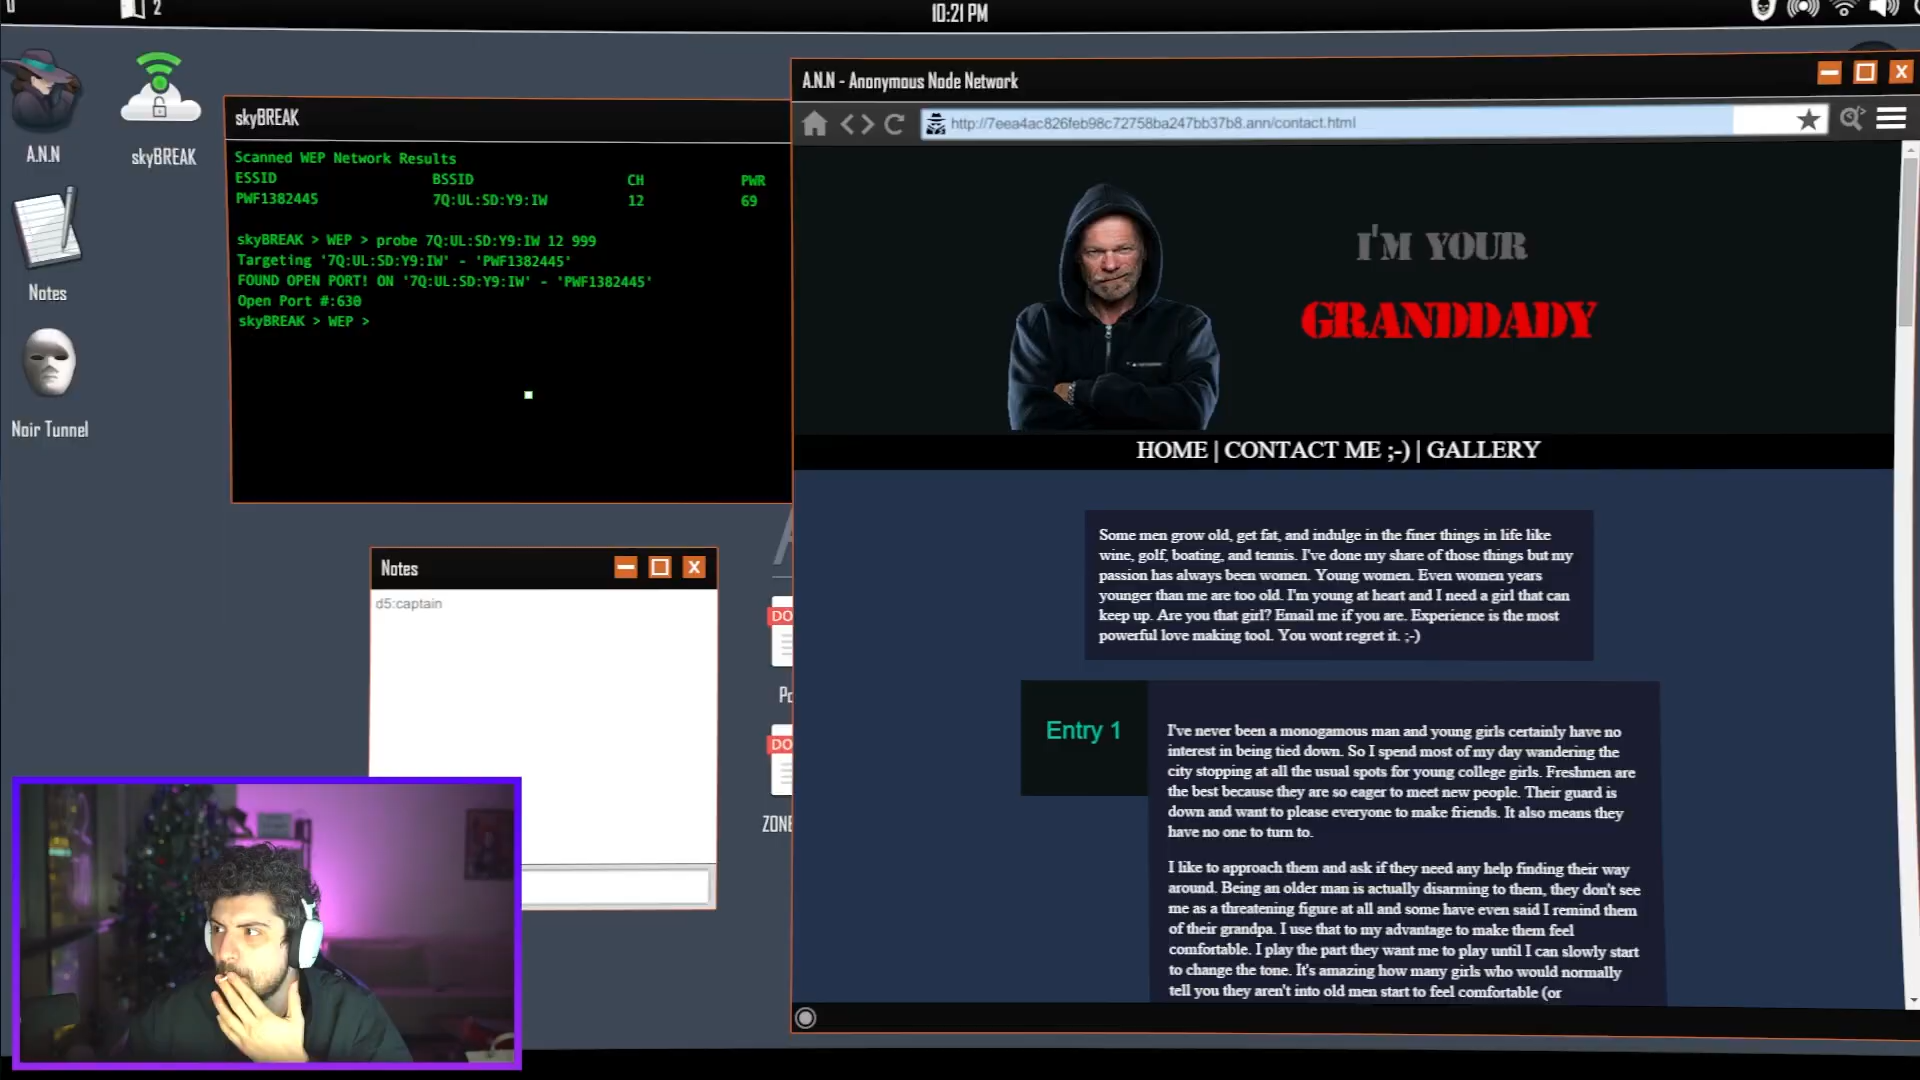 2
10:21 PM
A.N.N
skyBREAK
Notes
Noir Tunnel
skyBREAK
Scanned WEP Network Results
ESSID BSSID CH PWR
PWF1382445 7Q:UL:SD:Y9:IW 12 69
skyBREAK > WEP > probe 7Q:UL:SD:Y9:IW 12 999
Targeting '7Q:UL:SD:Y9:IW' - 'PWF1382445'
FOUND OPEN PORT! ON '7Q:UL:SD:Y9:IW' - 'PWF1382445'
Open Port #:630
skyBREAK > WEP >
Notes
d5:captain
DO
DO
ZONE
A.N.N - Anonymous Node Network
http://7eea4ac826feb98c72758ba247bb37b8.ann/contact.html
I'M YOUR
GRANDDADY
HOME | CONTACT ME ;-) | GALLERY
Some men grow old, get fat, and indulge in the finer things in life like
wine, golf, boating, and tennis. I've done my share of those things but my
passion has always been women. Young women. Even women years
younger than me are too old. I'm young at heart and I need a girl that can
keep up. Are you that girl? Email me if you are. Experience is the most
powerful love making tool. You wont regret it. ;-)
Entry 1
I've never been a monogamous man and young girls certainly have no
interest in being tied down. So I spend most of my day wandering the
city stopping at all the usual spots for young college girls. Freshmen are
the best because they are so eager to meet new people. Their guard is
down and want to please everyone to make friends. It also means they
have no one to turn to.
I like to approach them and ask if they need any help finding their way
around. Being an older man is actually disarming to them, they don't see
me as a threatening figure at all and some have even said I remind them
of their grandpa. I use that to my advantage to make them feel
comfortable. I play the part they want me to play until I can slowly start
to change the tone. It's amazing how many girls who would normally
tell you they aren't into old men start to feel comfortable (or